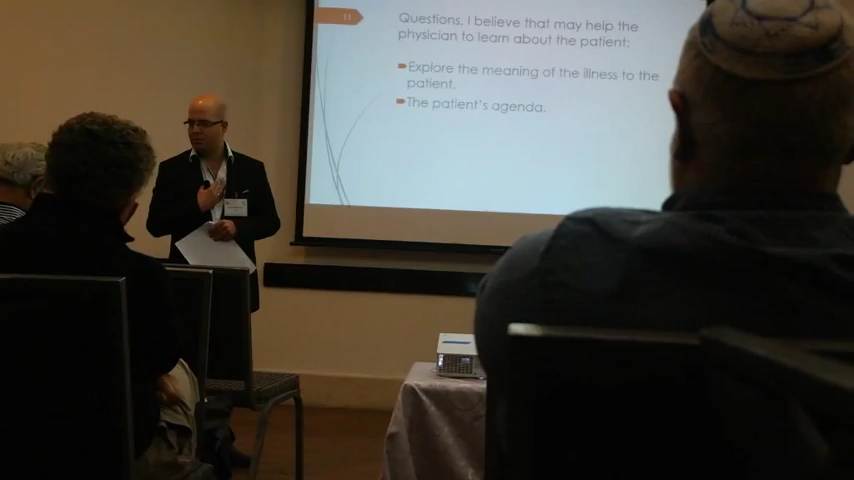 11
Questions, I believe that may help the
physician to learn about the patient:
Explore the meaning of the illness to the
patient.
The patient's agenda.